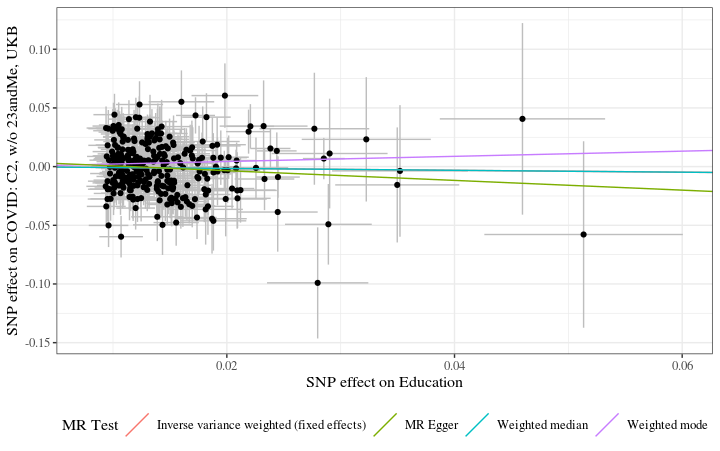 SNP effect on COVID: C2, w/o 23andMe, UKB
0.10
0.05
0.00
-0.05
-0.10
-0.15
0.02
0.04
0.06
SNP effect on Education
MR Test
Inverse variance weighted (fixed effects)
MR Egger
Weighted median
Weighted mode